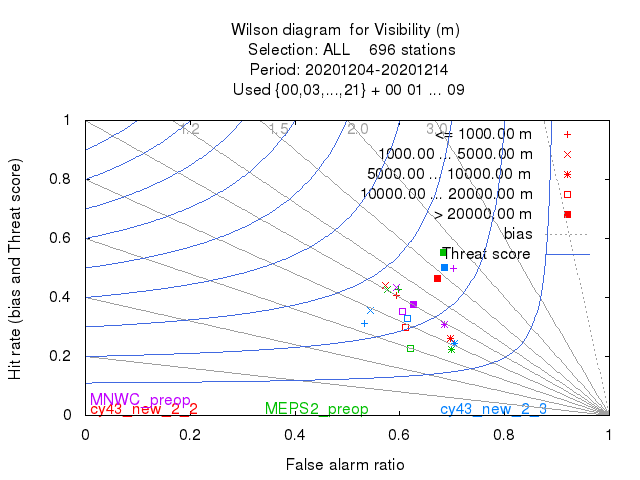 Wilson diagram for Visibility (m)
Selection: ALL 696 stations
Period: 20201204-20201214
Used {00,03,...,21} + 00 01 ... 09
Hit rate (bias and Threat score)
1
0.8
0.6
0.4
0.2
0
1.2
1.5
2.0
3.0
<= 1000.00 m
1000.00 ... 5000.00 m
5000.00 ... 10000.00 m
10000.00 ... 20000.00 m
> 20000.00 m
bias
Threat score
MNWC_preop
cy43_new_2_2
MEPS2_preop
cy43_new_2_3
0
0.2
0.4
0.6
0.8
1
False alarm ratio